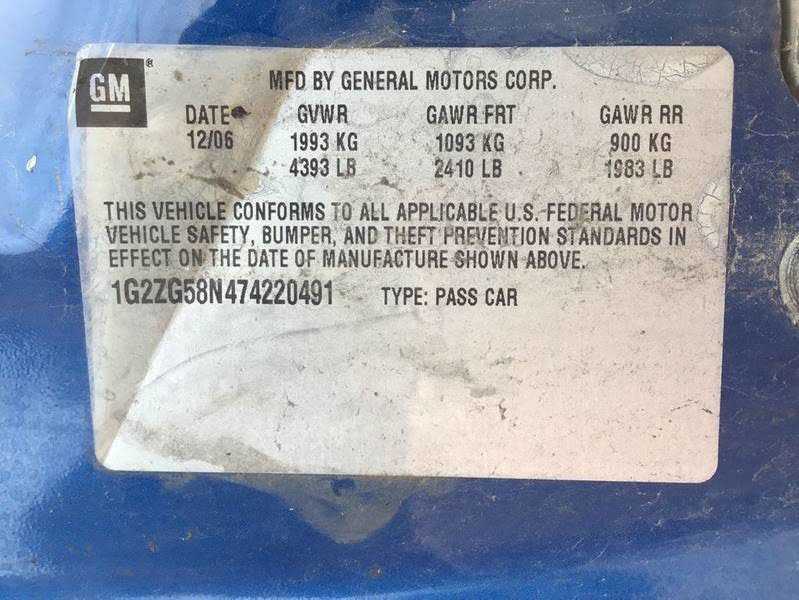 GM ®
MFD BY GENERAL MOTORS CORP.
DATE GVWR GAWR FRT GAWR RR
12/06 1993 KG 1093 KG 900 KG
4393 LB 2410 LB 1983 LB
THIS VEHICLE CONFORMS TO ALL APPLICABLE U.S. FEDERAL MOTOR
VEHICLE SAFETY, BUMPER, AND THEFT PREVENTION STANDARDS IN
EFFECT ON THE DATE OF MANUFACTURE SHOWN ABOVE.
1G2ZG58N474220491 TYPE: PASS CAR